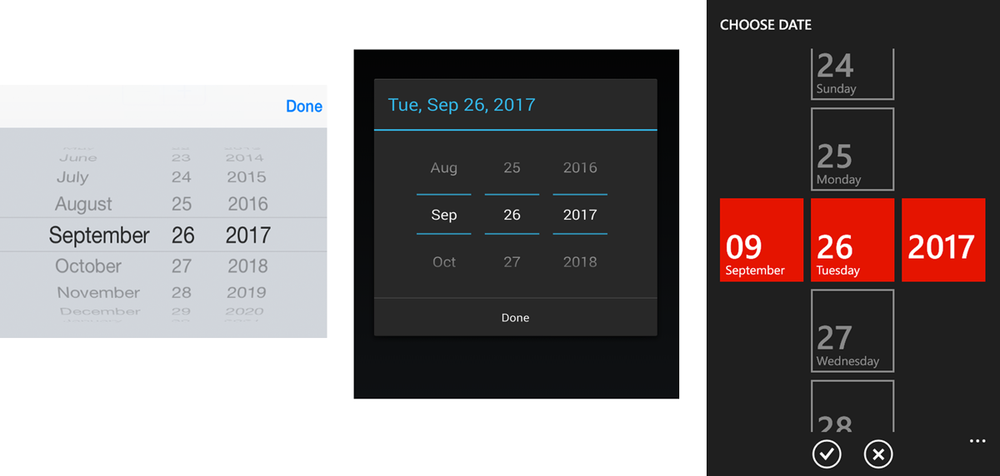 Done
June 23 2014
July 24 2015
August 25 2016
September 26 2017
October 27 2018
November 28 2019
December 29 2020
Tue, Sep 26, 2017
Aug 25 2016
Sep 26 2017
Oct 27 2018
Done
CHOOSE DATE
24
Sunday
25
Monday
09
September
26
Tuesday
2017
27
Wednesday
28